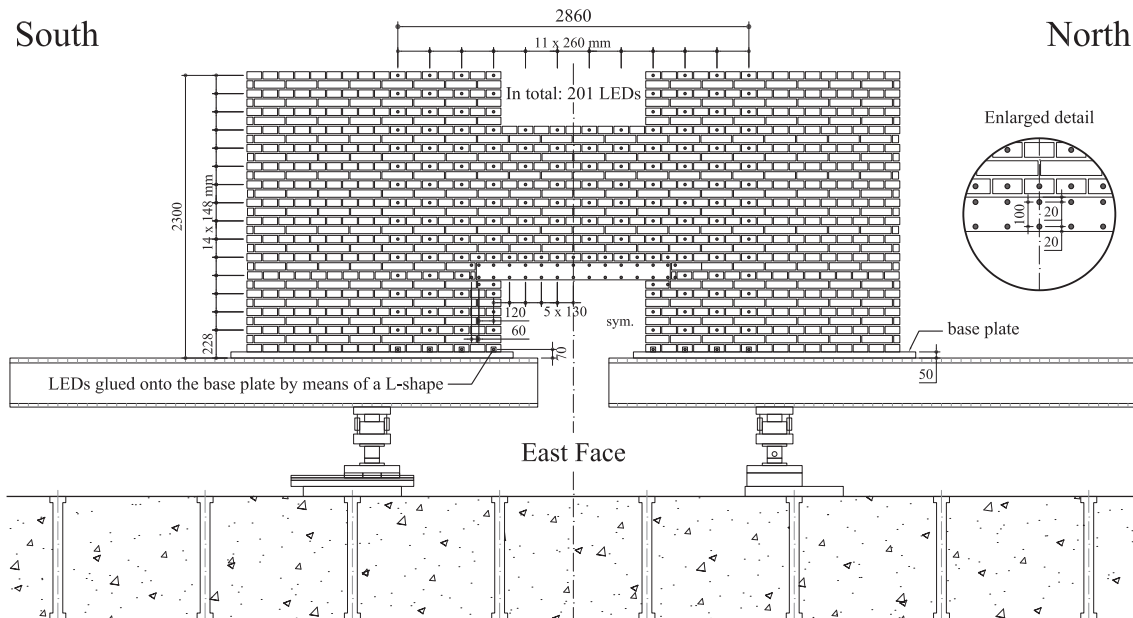 South
2860
North
11 x 260 mm
In total: 201 LEDs
Enlarged detail
2300
14 x 148 mm
100
20
20
120
5 x 130
60
sym.
228
70
base plate
50
LEDs glued onto the base plate by means of a L-shape
East Face